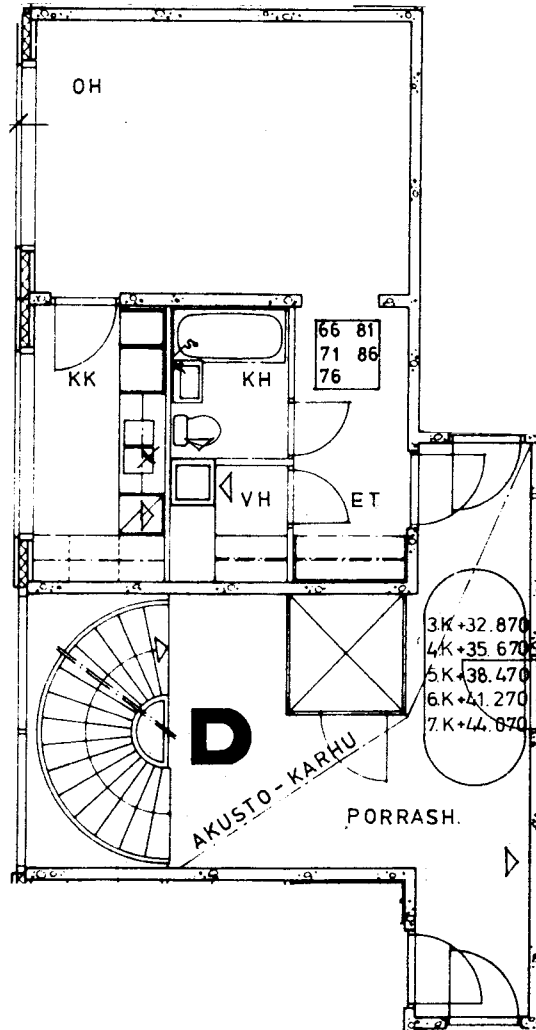 OH
66 81
71 86
76
KK
KH
VH
ET
3.K+32.870
4.K+35.670
5.K+38.470
6.K+41.270
7.K+44.070
D
AKUSTO-KARHU
PORRASH.